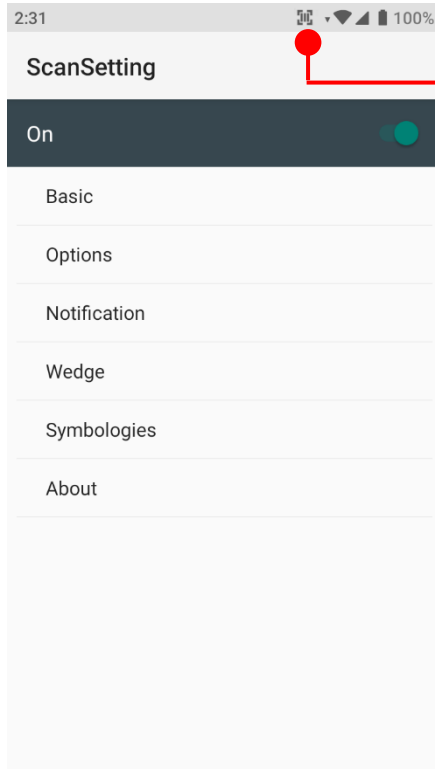 2:31 100%
ScanSetting
On
Basic
Options
Notification
Wedge
Symbologies
About